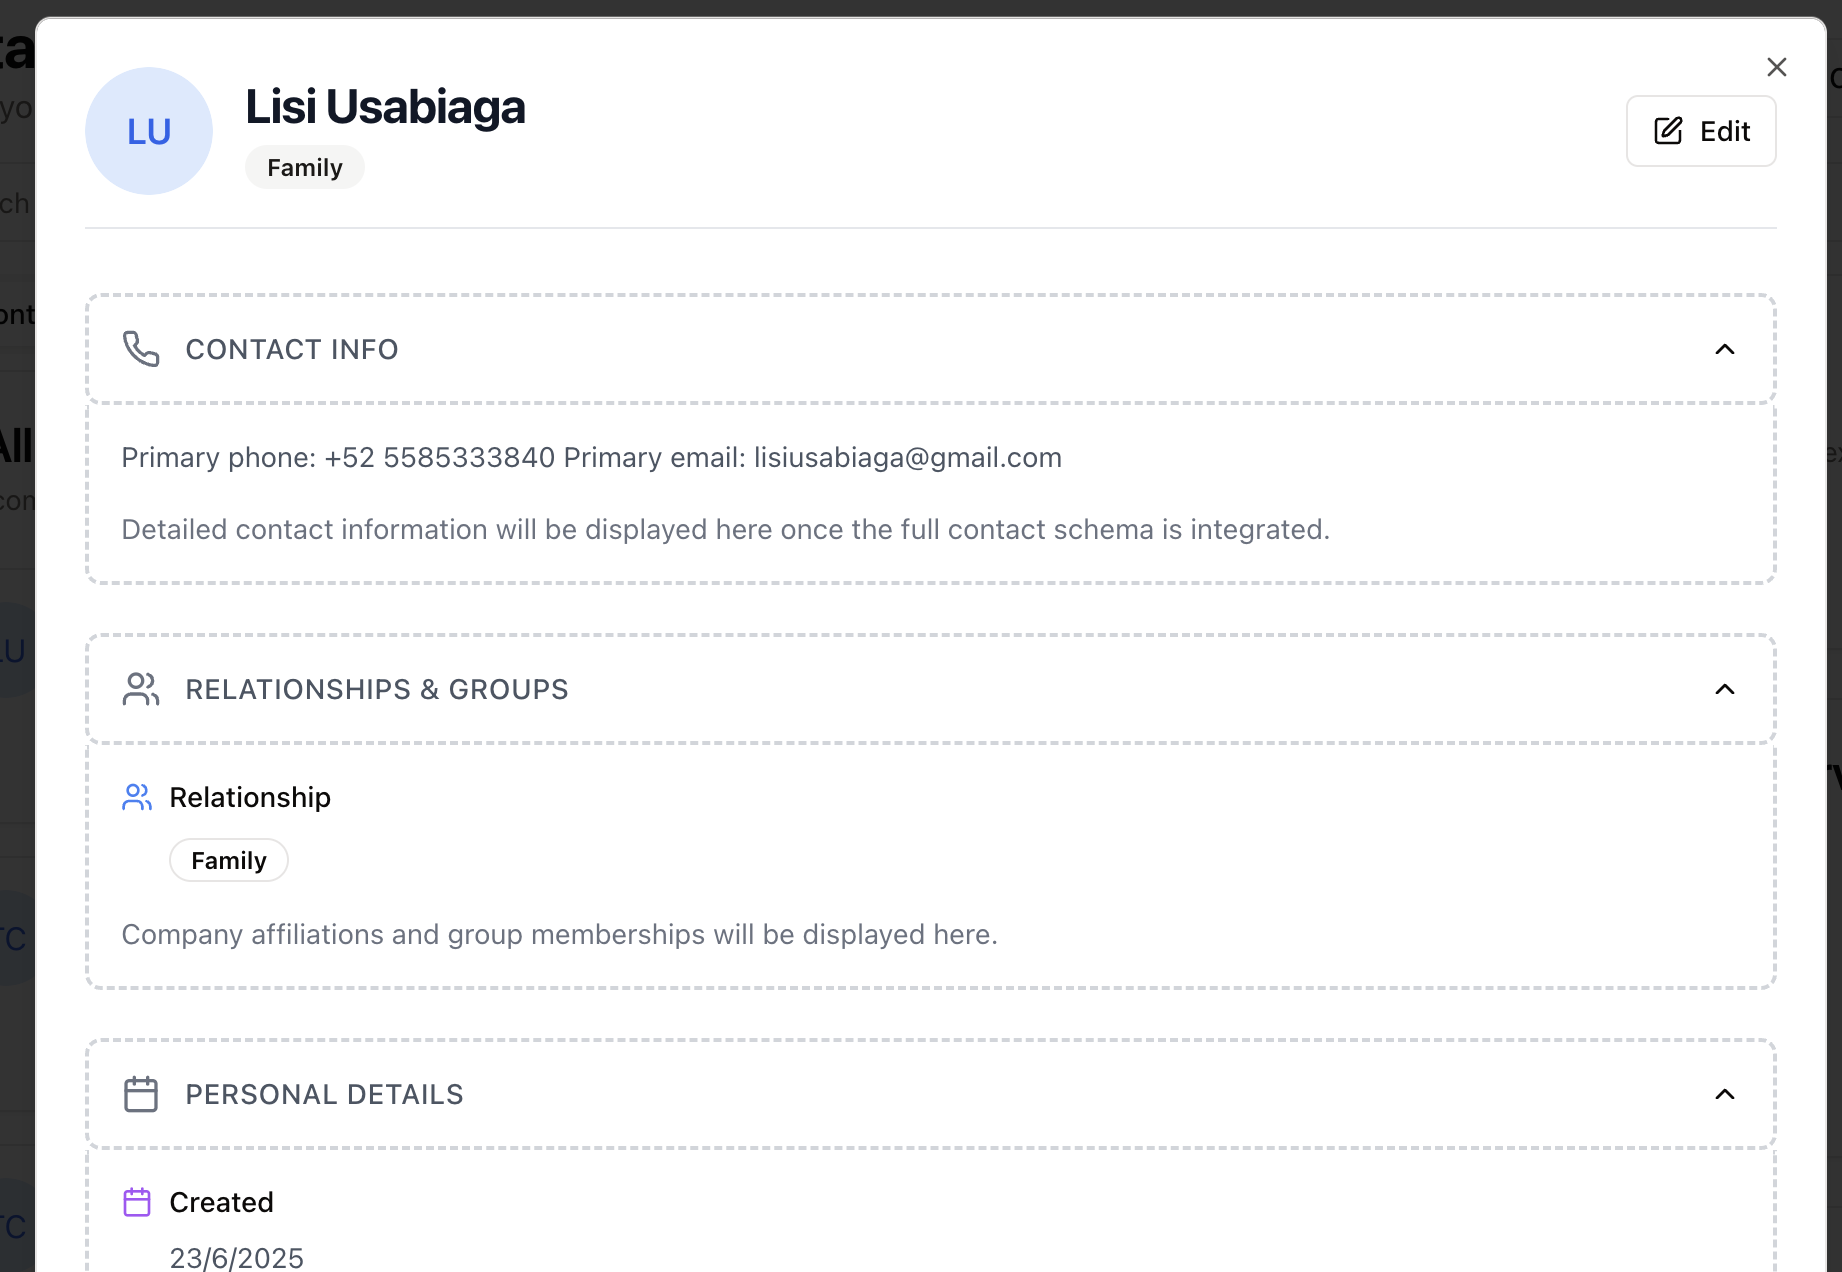 LU
Lisi Usabiaga
Family
Edit
CONTACT INFO
Primary phone: +52 5585333840 Primary email: lisiusabiaga@gmail.com
Detailed contact information will be displayed here once the full contact schema is integrated.
RELATIONSHIPS & GROUPS
Relationship
Family
Company affiliations and group memberships will be displayed here.
PERSONAL DETAILS
Created
23/6/2025